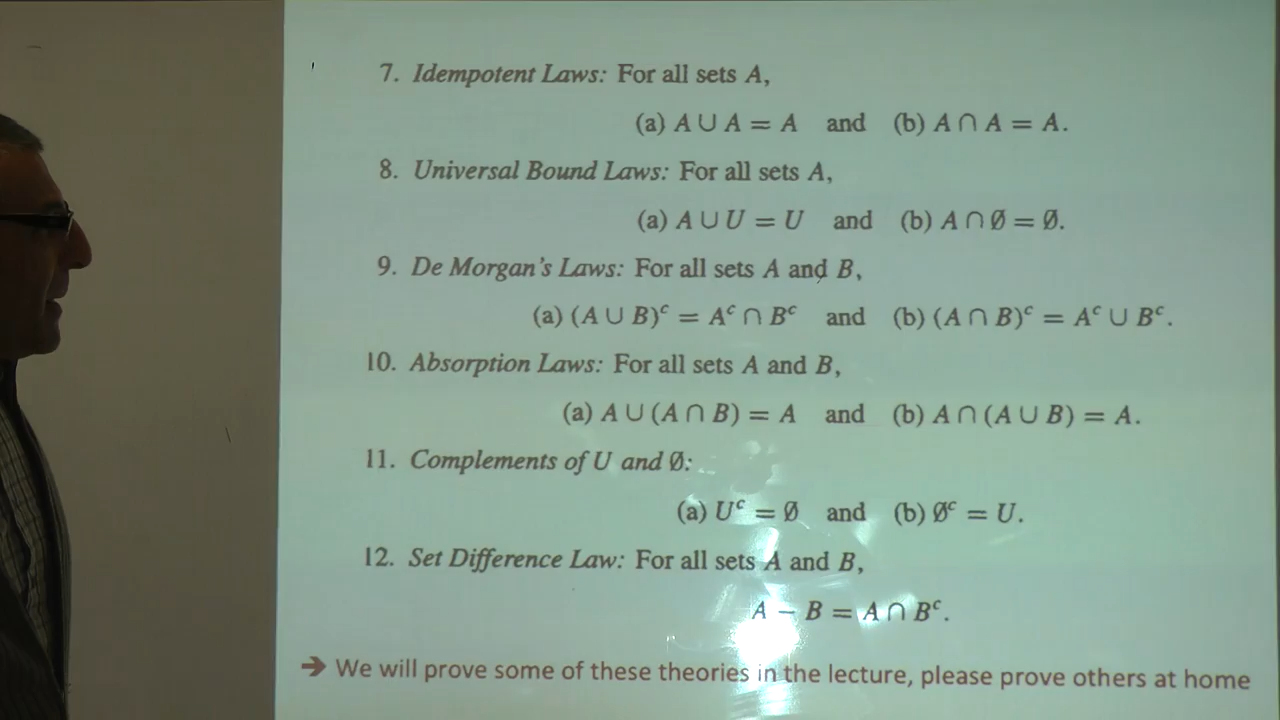 7. Idempotent Laws: For all sets A,
(a) A ∪ A = A and (b) A ∩ A = A.
8. Universal Bound Laws: For all sets A,
(a) A ∪ U = U and (b) A ∩ Ø = Ø.
9. De Morgan's Laws: For all sets A and B,
(a) (A ∪ B)ᶜ = Aᶜ ∩ Bᶜ and (b) (A ∩ B)ᶜ = Aᶜ ∪ Bᶜ.
10. Absorption Laws: For all sets A and B,
(a) A ∪ (A ∩ B) = A and (b) A ∩ (A ∪ B) = A.
11. Complements of U and Ø:
(a) Uᶜ = Ø and (b) Øᶜ = U.
12. Set Difference Law: For all sets A and B,
A − B = A ∩ Bᶜ.
➔ We will prove some of these theories in the lecture, please prove others at home